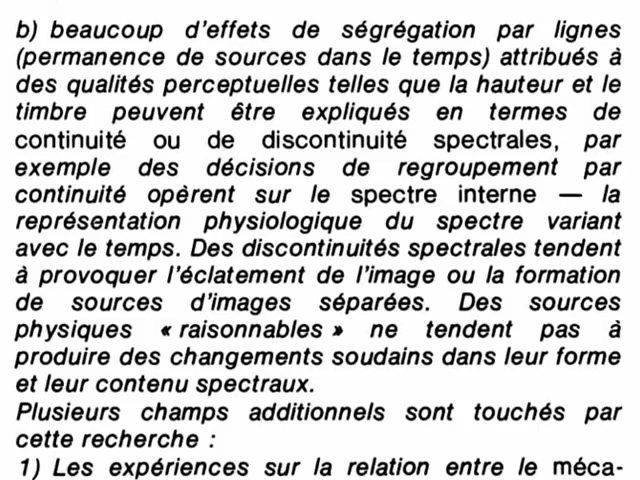 b) beaucoup d'effets de ségrégation par lignes
(permanence de sources dans le temps) attribués à
des qualités perceptuelles telles que la hauteur et le
timbre peuvent être expliqués en termes de
continuité ou de discontinuité spectrales, par
exemple des décisions de regroupement par
continuité opèrent sur le spectre interne — la
représentation physiologique du spectre variant
avec le temps. Des discontinuités spectrales tendent
à provoquer l'éclatement de l'image ou la formation
de sources d'images séparées. Des sources
physiques « raisonnables » ne tendent pas à
produire des changements soudains dans leur forme
et leur contenu spectraux.
Plusieurs champs additionnels sont touchés par
cette recherche :
1) Les expériences sur la relation entre le méca-